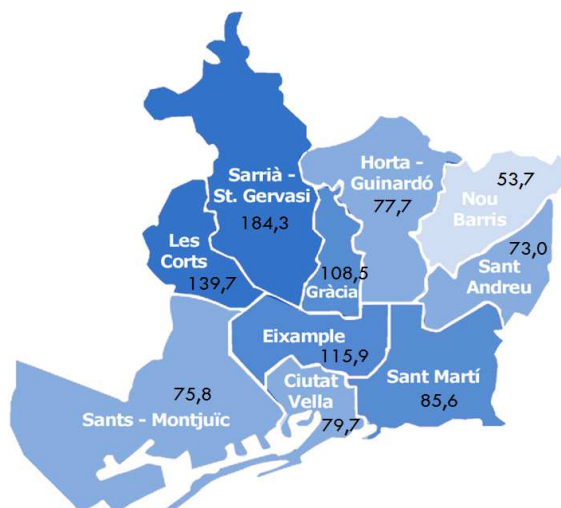 Sarrià -
St. Gervasi
184,3
Horta -
Guinardó
77,7
53,7
Nou
Barris
Les
Corts
139,7
108,5
Gràcia
73,0
Sant
Andreu
Eixample
115,9
Sant Martí
85,6
Ciutat
Vella
79,7
75,8
Sants - Montjuïc